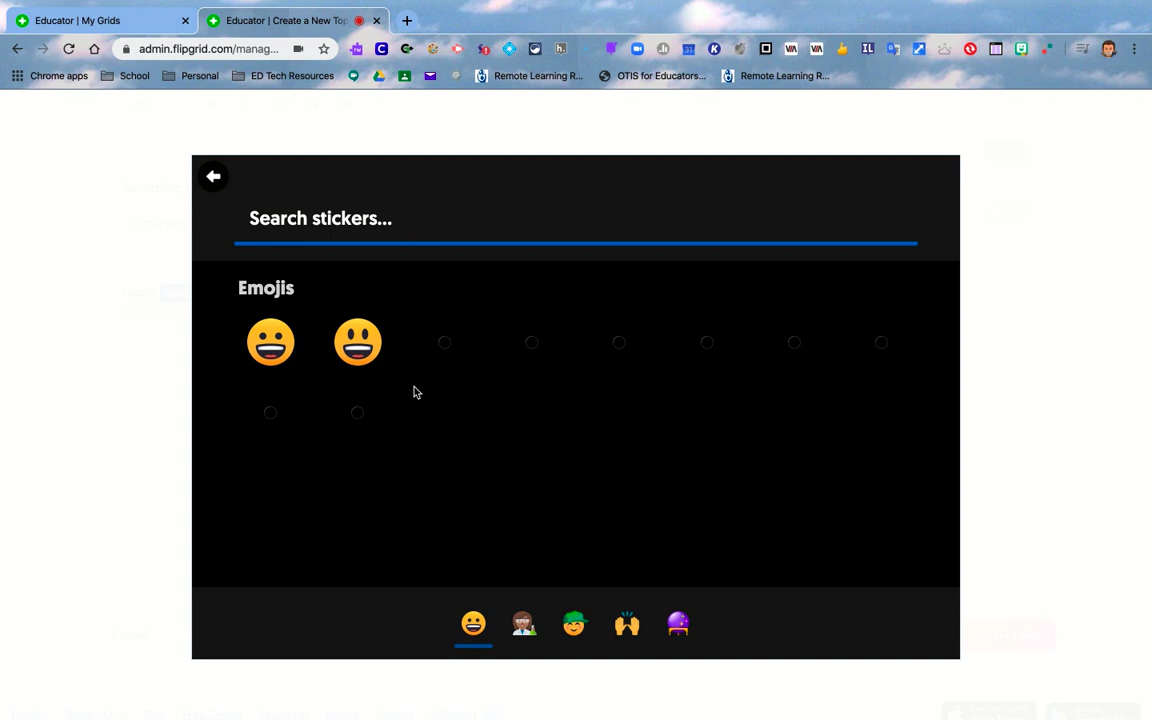 Educator | My Grids
Educator | Create a New Top
admin.flipgrid.com/manag...
Chrome apps
School
Personal
ED Tech Resources
Remote Learning R...
OTIS for Educators...
Remote Learning R...
Search stickers...
Emojis